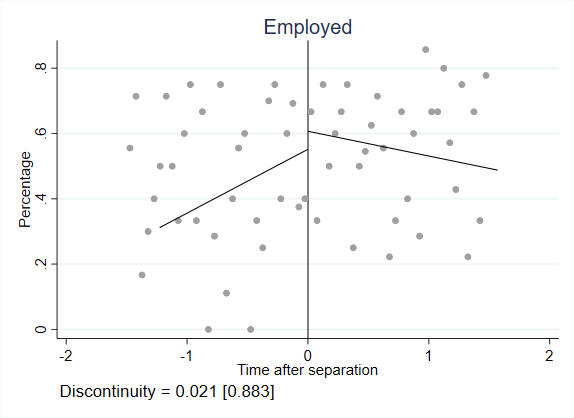 Employed
Percentage
.8
.6
.4
.2
0
-2 -1 0 1 2
Time after separation
Discontinuity = 0.021 [0.883]